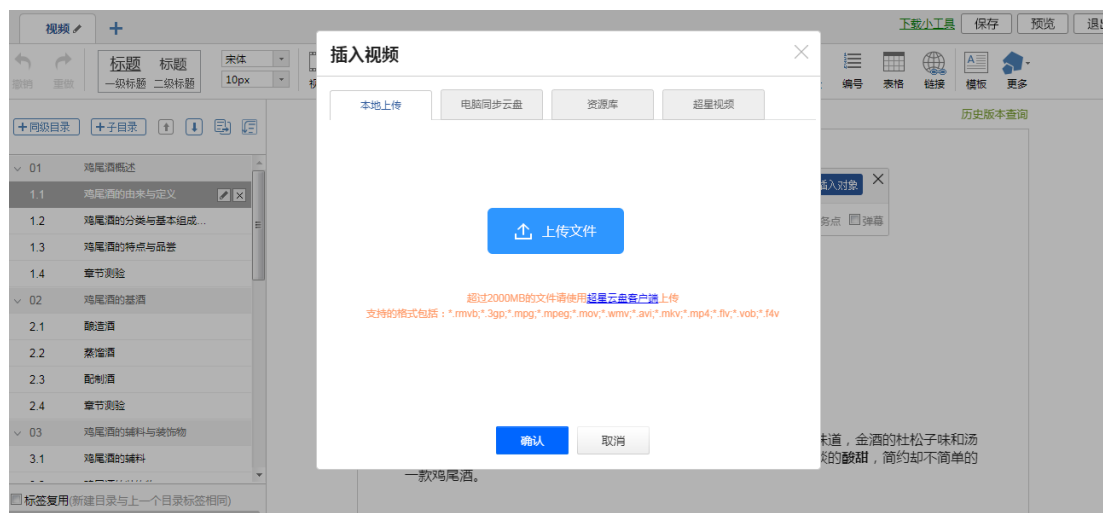 视频
下载小工具 保存 预览 退出
撤销 重做 标题 一级标题 标题 二级标题 宋体 10px
编号 表格 链接 模板 更多
历史版本查询
+同级目录 +子目录
01 鸡尾酒概述
1.1 鸡尾酒的由来与定义
1.2 鸡尾酒的分类与基本组成...
1.3 鸡尾酒的特点与品尝
1.4 章节测验
02 鸡尾酒的基酒
2.1 酿造酒
2.2 蒸馏酒
2.3 配制酒
2.4 章节测验
03 鸡尾酒的辅料与装饰物
3.1 鸡尾酒的辅料
标签复用(新建目录与上一个目录标签相同)
插入视频
本地上传 电脑同步云盘 资源库 超星视频
上传文件
超过2000MB的文件请使用超星云盘客户端上传
支持的格式包括：*.rmvb;*.3gp;*.mpg;*.mpeg;*.mov;*.wmv;*.avi;*.mkv;*.mp4;*.flv;*.vob;*.f4v
确认 取消
插入对象
务点 弹幕
味道，金酒的杜松子味和汤
的酸甜，简约却不简单的
一款鸡尾酒。